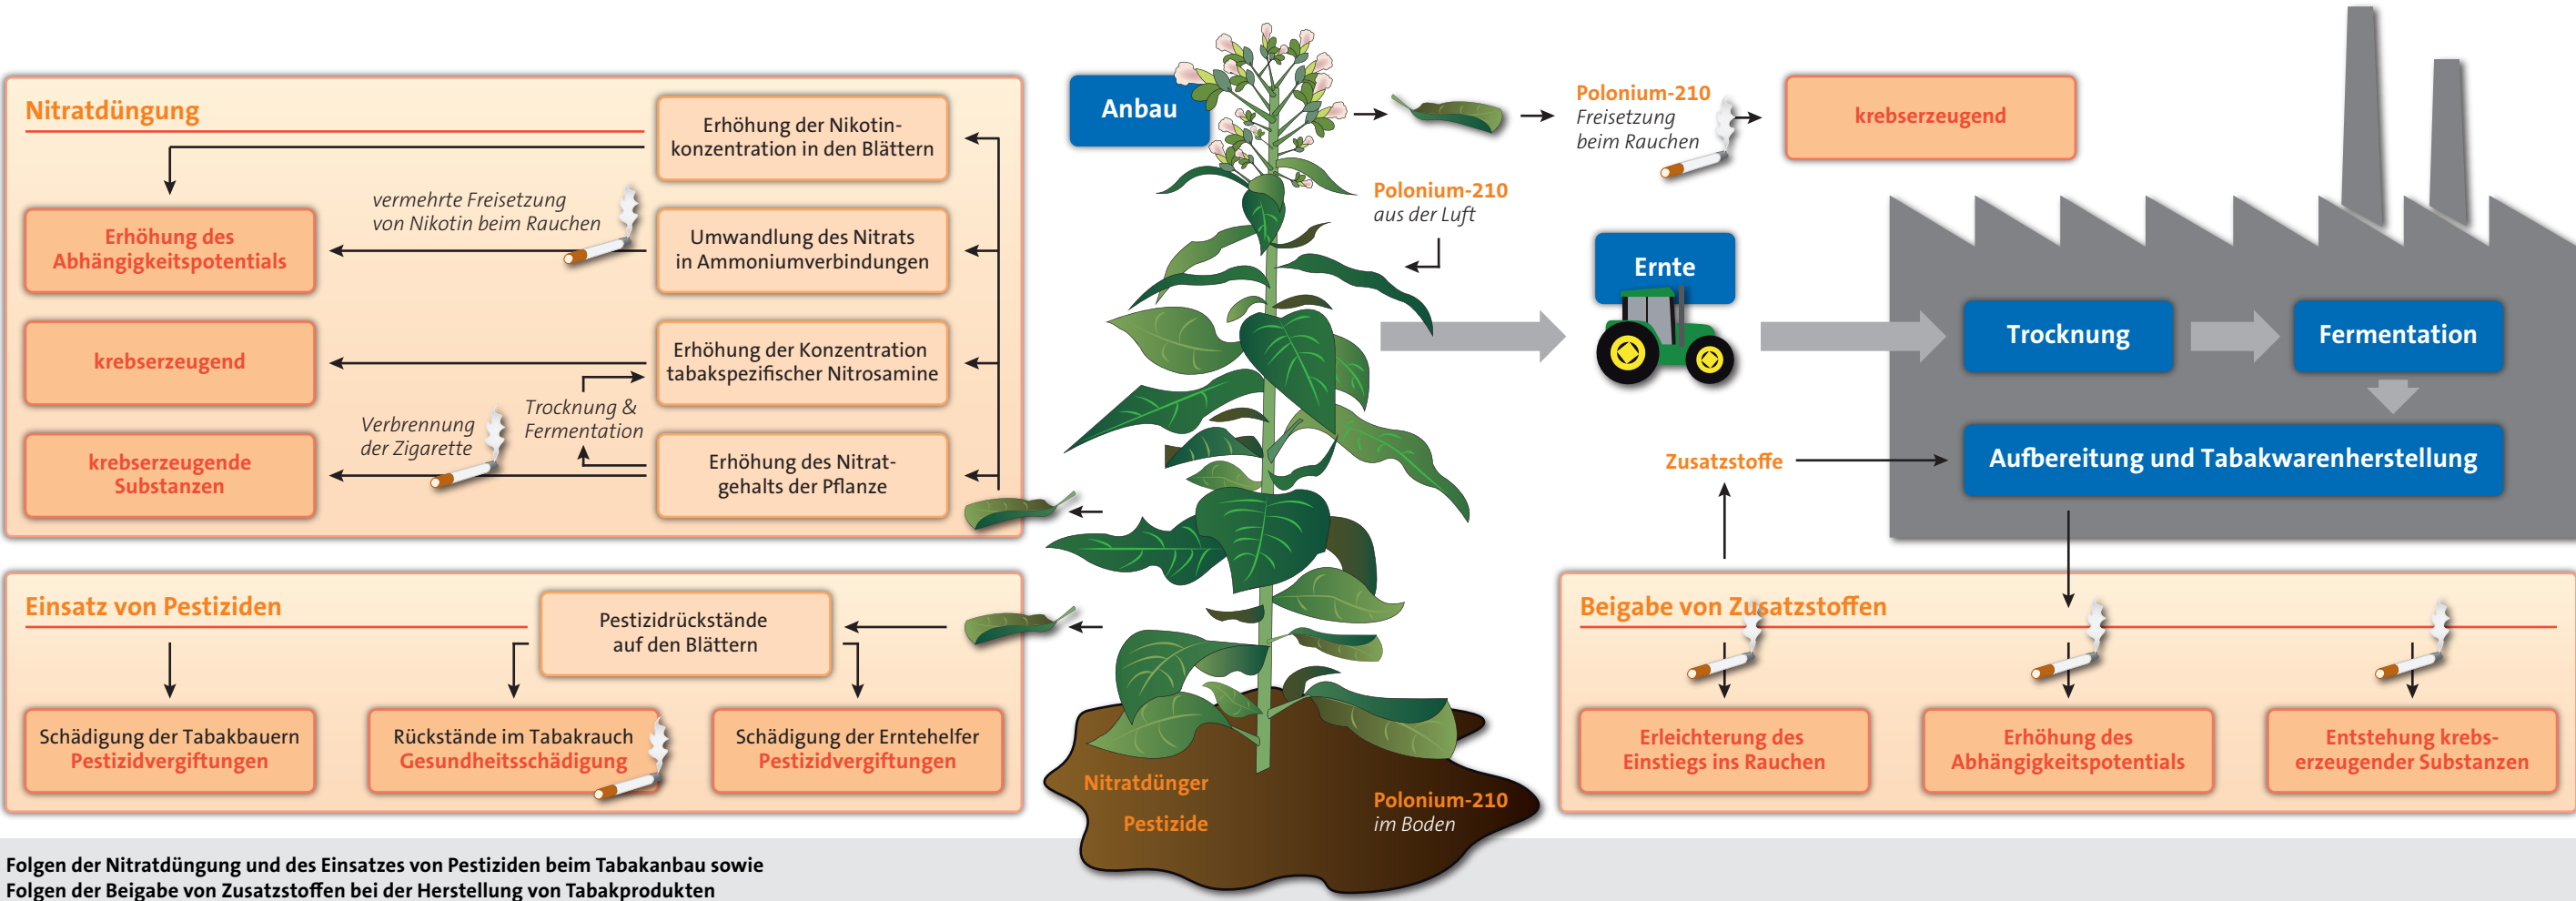 Nitratdüngung
Erhöhung der Nikotin-
konzentration in den Blättern
vermehrte Freisetzung
von Nikotin beim Rauchen
Erhöhung des
Abhängigkeitspotentials
Umwandlung des Nitrats
in Ammoniumverbindungen
krebserzeugend
Erhöhung der Konzentration
tabakspezifischer Nitrosamine
Trocknung &
Fermentation
Verbrennung
der Zigarette
krebserzeugende
Substanzen
Erhöhung des Nitrat-
gehalts der Pflanze
Einsatz von Pestiziden
Pestizidrückstände
auf den Blättern
Schädigung der Tabakbauern
Pestizidvergiftungen
Rückstände im Tabakrauch
Gesundheitsschädigung
Schädigung der Erntehelfer
Pestizidvergiftungen
Anbau
Polonium-210
Freisetzung
beim Rauchen
krebserzeugend
Polonium-210
aus der Luft
Ernte
Trocknung
Fermentation
Zusatzstoffe
Aufbereitung und Tabakwarenherstellung
Beigabe von Zusatzstoffen
Erleichterung des
Einstiegs ins Rauchen
Erhöhung des
Abhängigkeitspotentials
Entstehung krebs-
erzeugender Substanzen
Nitratdünger
Pestizide
Polonium-210
im Boden
Folgen der Nitratdüngung und des Einsatzes von Pestiziden beim Tabakanbau sowie
Folgen der Beigabe von Zusatzstoffen bei der Herstellung von Tabakprodukten